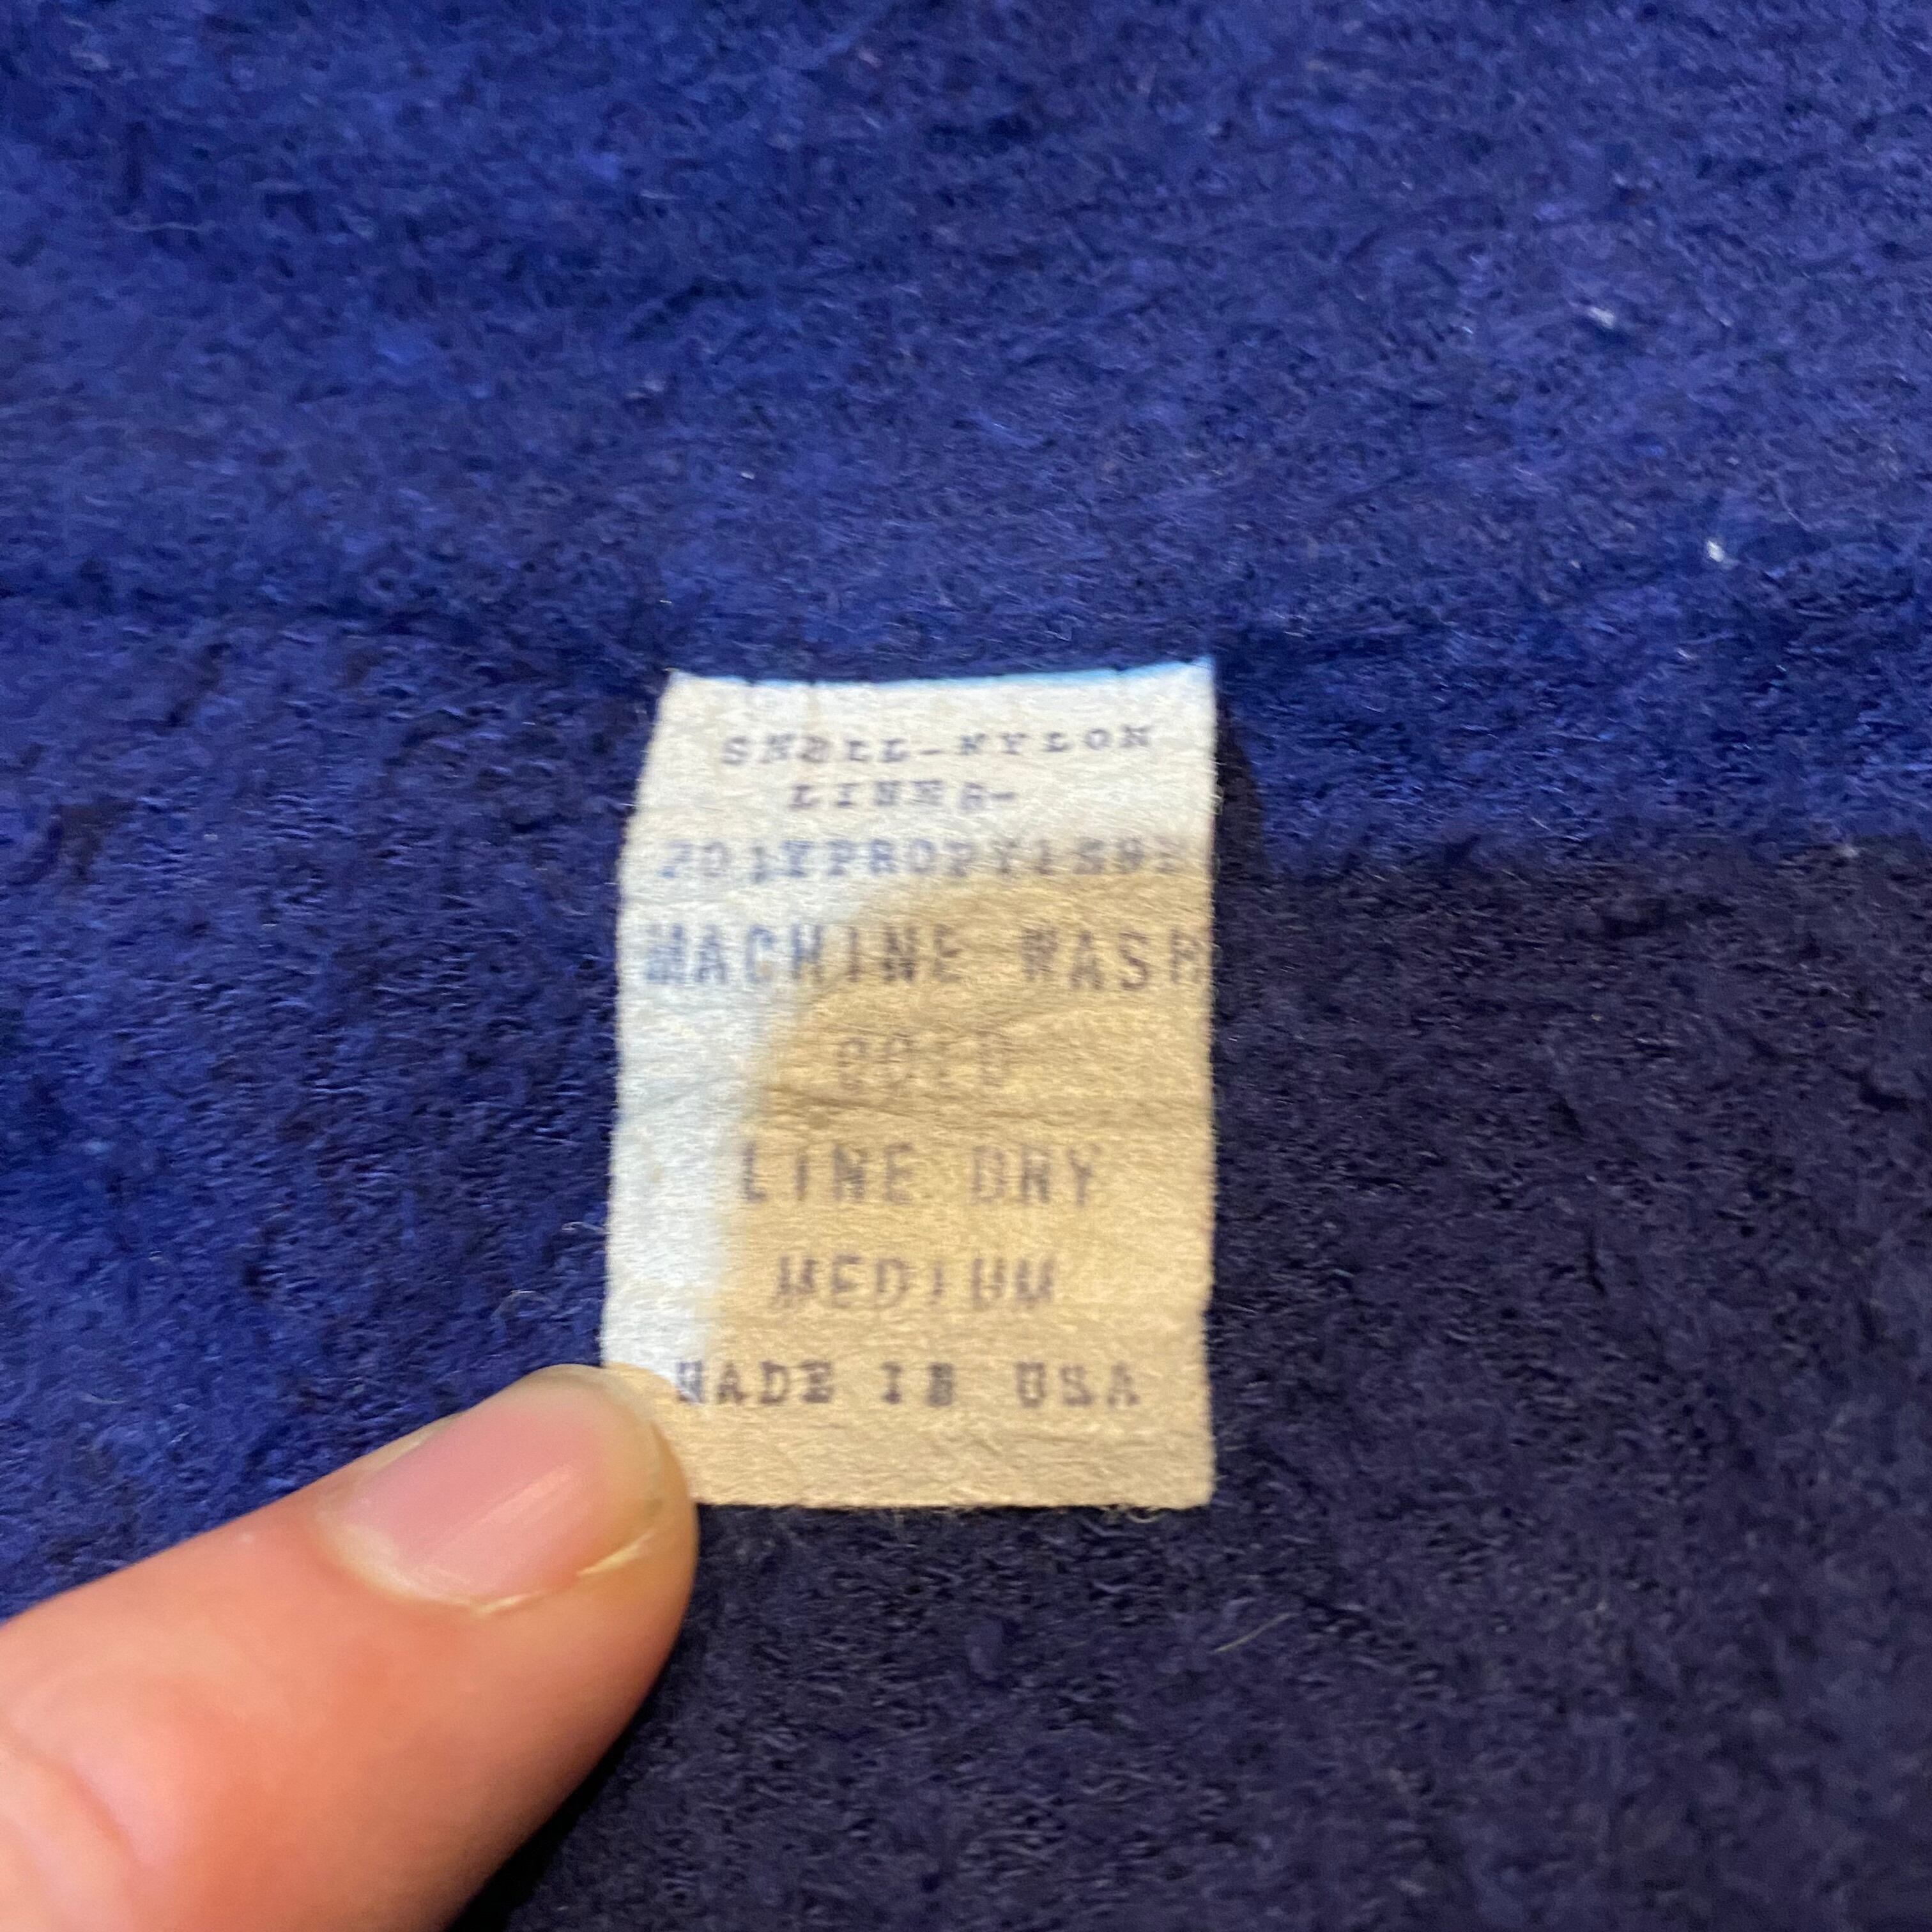 SHELL-NYLON
LINER-
POLYPROPYLENE
MACHINE WASH
COLD
LINE DRY
MEDIUM
MADE IN USA